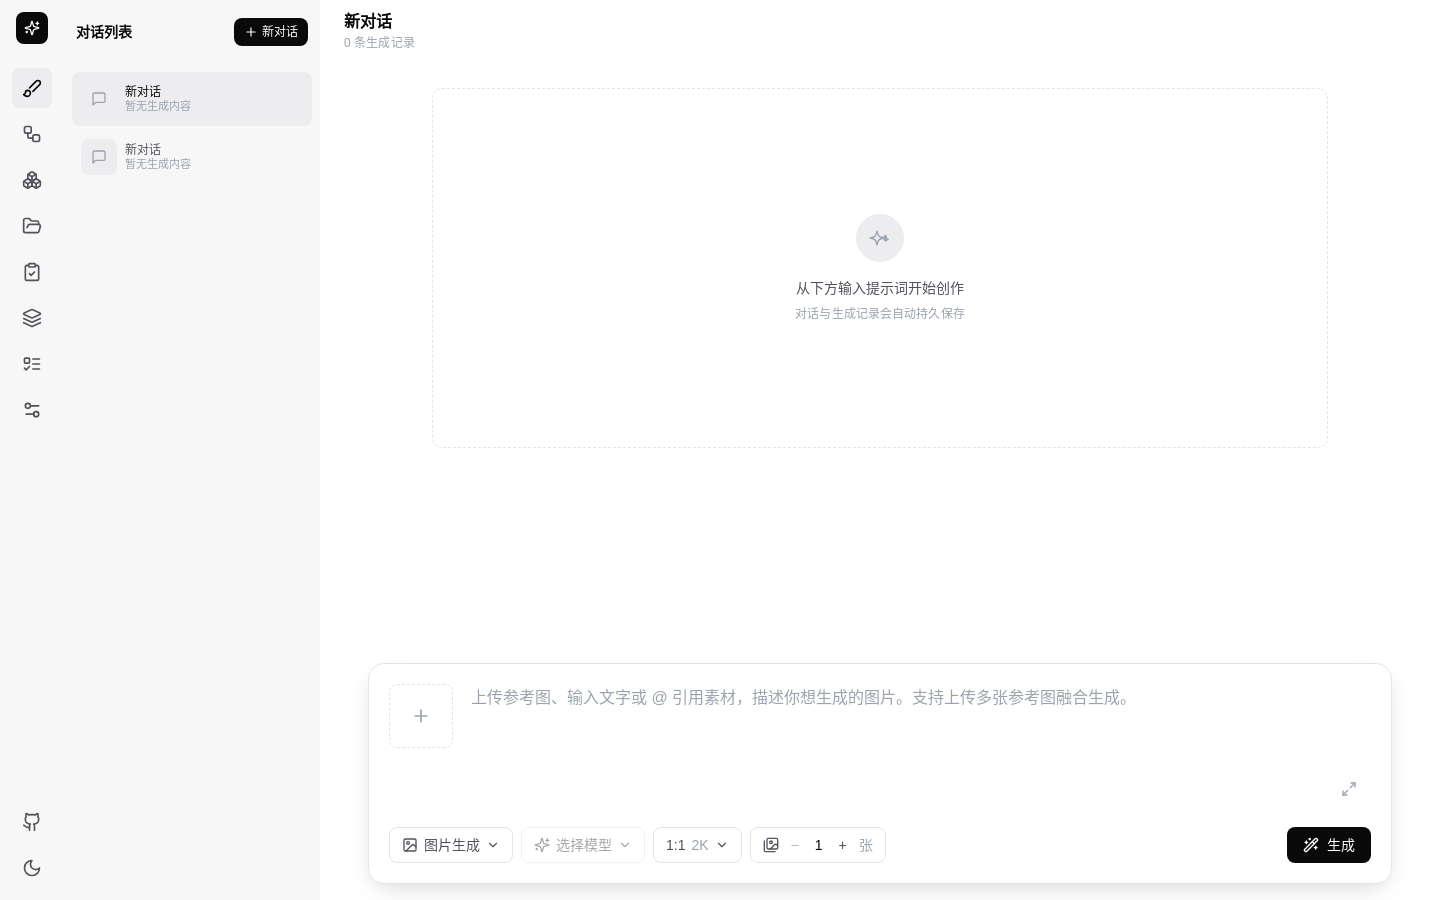 对话列表
新对话
新对话
暂无生成内容
新对话
暂无生成内容
新对话
0 条生成记录
从下方输入提示词开始创作
对话与生成记录会自动持久保存
上传参考图、输入文字或 @ 引用素材，描述你想生成的图片。支持上传多张参考图融合生成。
图片生成
选择模型
1:1 2K
− 1 + 张
生成